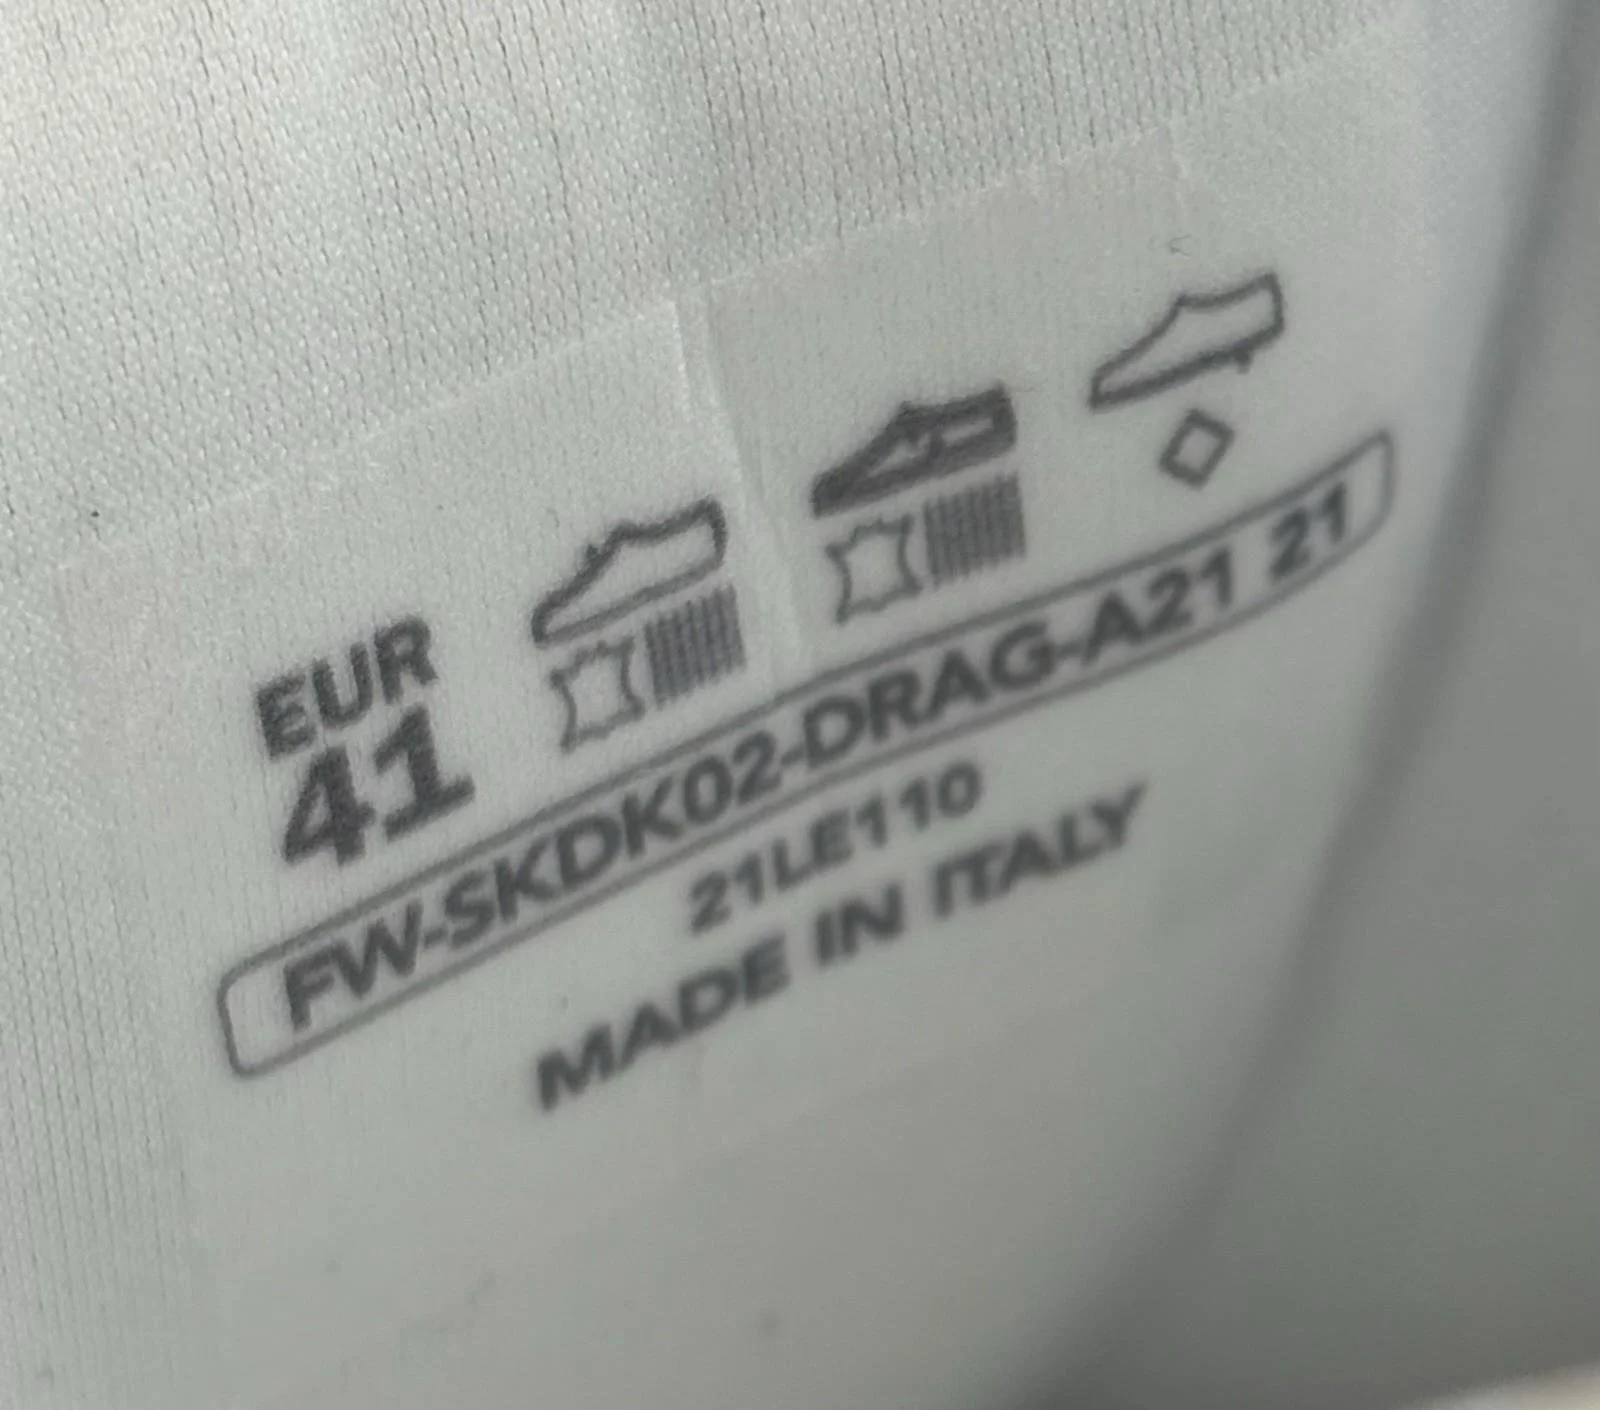 EUR
41
FW-SKDK02-DRAG-A21 21
21LE110
MADE IN ITALY